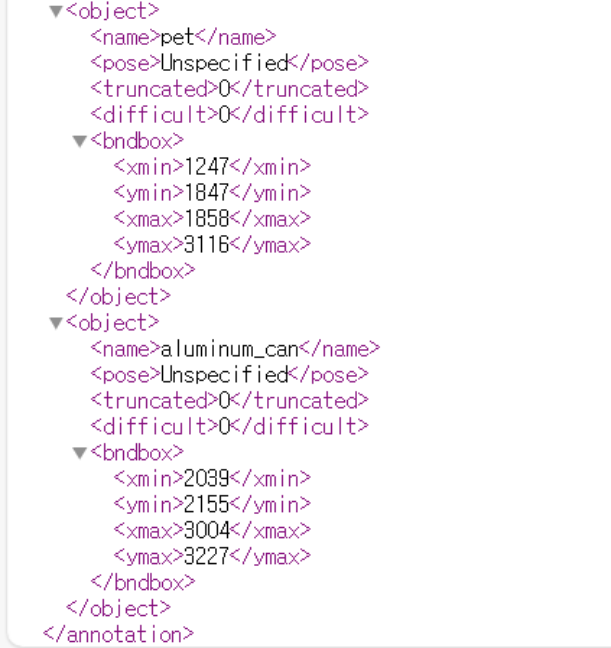 ▼<object>
<name>pet</name>
<pose>Unspecified</pose>
<truncated>0</truncated>
<difficult>0</difficult>
▼<bndbox>
<xmin>1247</xmin>
<ymin>1847</ymin>
<xmax>1858</xmax>
<ymax>3116</ymax>
</bndbox>
</object>
▼<object>
<name>aluminum_can</name>
<pose>Unspecified</pose>
<truncated>0</truncated>
<difficult>0</difficult>
▼<bndbox>
<xmin>2039</xmin>
<ymin>2155</ymin>
<xmax>3004</xmax>
<ymax>3227</ymax>
</bndbox>
</object>
</annotation>